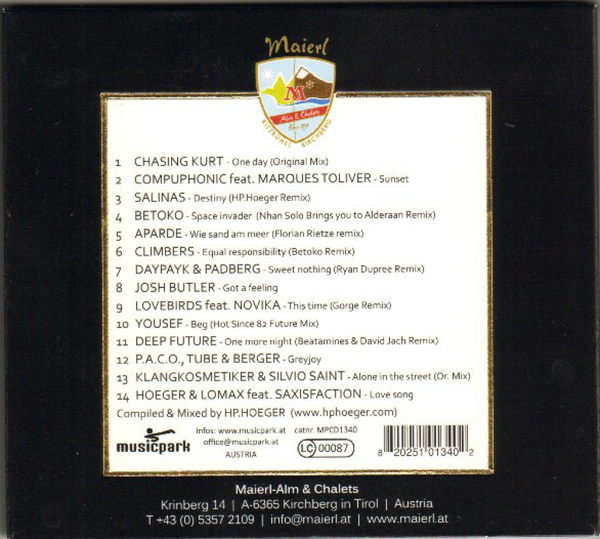 Maierl
M
Alm & Chalets
KITZBÜHEL KIRCHBERG
1 CHASING KURT - One day (Original Mix)
2 COMPUPHONIC feat. MARQUES TOLIVER - Sunset
3 SALINAS - Destiny (HP.Hoeger Remix)
4 BETOKO - Space invader (Nhan Solo Brings you to Alderaan Remix)
5 APARDE - Wie sand am meer (Florian Rietze remix)
6 CLIMBERS - Equal responsibility (Betoko Remix)
7 DAYPAYK & PADBERG - Sweet nothing (Ryan Dupree Remix)
8 JOSH BUTLER - Got a feeling
9 LOVEBIRDS feat. NOVIKA - This time (Gorge Remix)
10 YOUSEF - Beg (Hot Since 82 Future Mix)
11 DEEP FUTURE - One more night (Beatamines & David Jach Remix)
12 P.A.C.O., TUBE & BERGER - Greyjoy
13 KLANGKOSMETIKER & SILVIO SAINT - Alone in the street (Or. Mix)
14 HOEGER & LOMAX feat. SAXISFACTION - Love song
Compiled & Mixed by HP.HOEGER (www.hphoeger.com)
musicpark
Infos: www.musicpark.at
office@musicpark.at
AUSTRIA
catnr. MPCD1340
LC 00087
8 20251 01340 2
Maierl-Alm & Chalets
Krinberg 14 | A-6365 Kirchberg in Tirol | Austria
T +43 (0) 5357 2109 | info@maierl.at | www.maierl.at